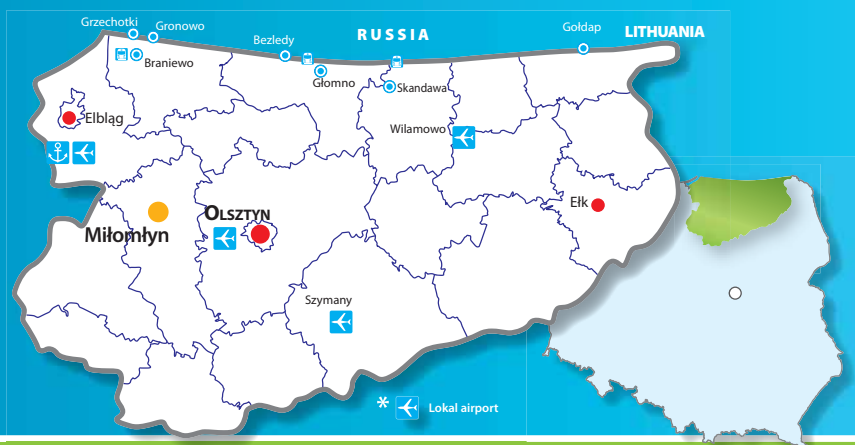 Grzechotki
Gronowo
Bezledy
RUSSIA
Gołdap
LITHUANIA
Braniewo
Głomno
Skandawa
Elbląg
Wilamowo
Miłomłyn
OLSZTYN
Ełk
Szymany
* Lokal airport